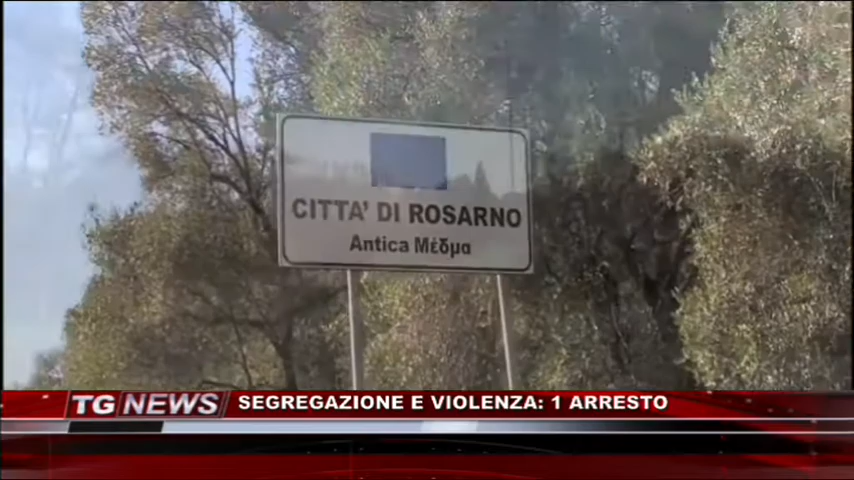 CITTA' DI ROSARNO
Antica Μέδμα
TG NEWS SEGREGAZIONE E VIOLENZA: 1 ARRESTO